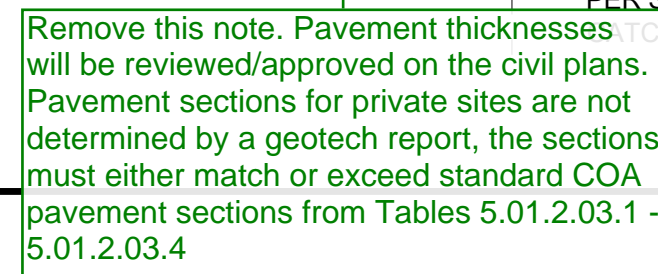 PER S
Remove this note. Pavement thicknesses
will be reviewed/approved on the civil plans.
Pavement sections for private sites are not
determined by a geotech report, the sections
must either match or exceed standard COA
pavement sections from Tables 5.01.2.03.1 -
5.01.2.03.4